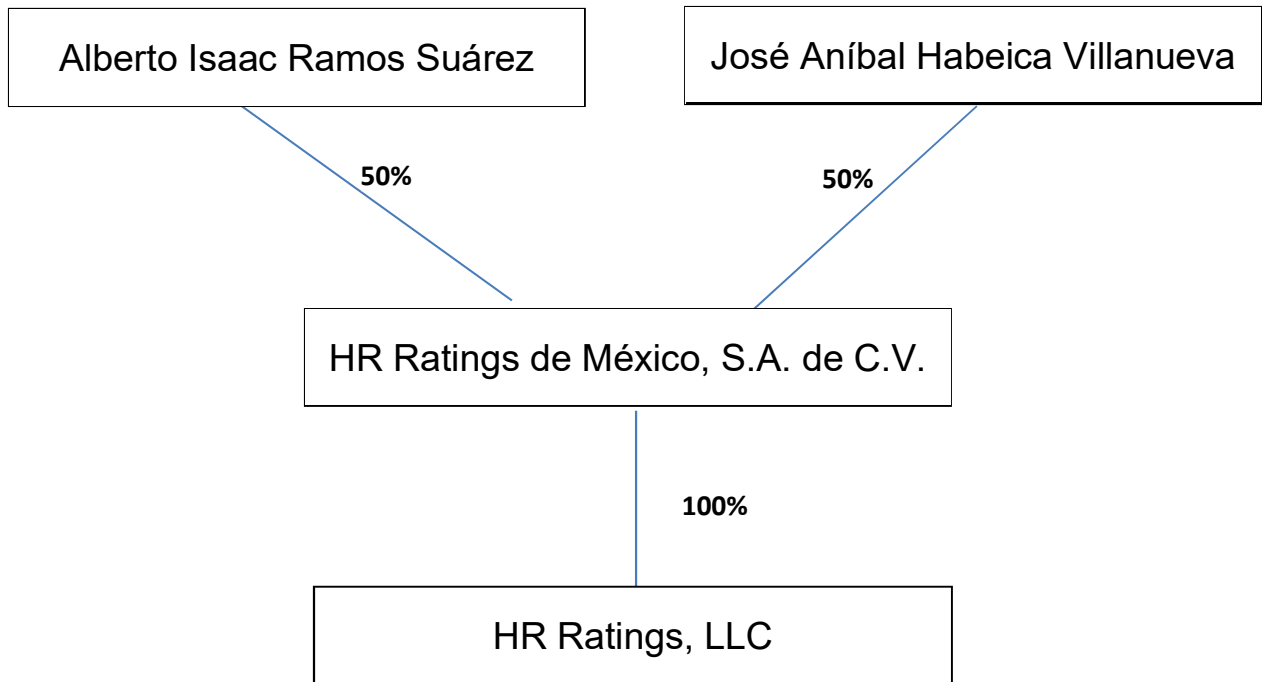 Alberto Isaac Ramos Suárez
José Aníbal Habeica Villanueva
50%
50%
HR Ratings de México, S.A. de C.V.
100%
HR Ratings, LLC